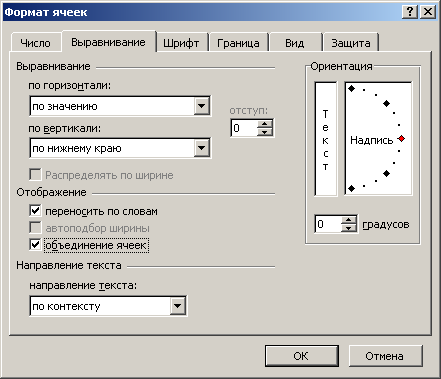 Формат ячеек
Число Выравнивание Шрифт Граница Вид Защита
Выравнивание
по горизонтали:
по значению
отступ:
по вертикали:
0
по нижнему краю
Распределять по ширине
Отображение
переносить по словам
автоподбор ширины
объединение ячеек
Направление текста
направление текста:
по контексту
Ориентация
Текст
Надпись
0 градусов
ОК Отмена